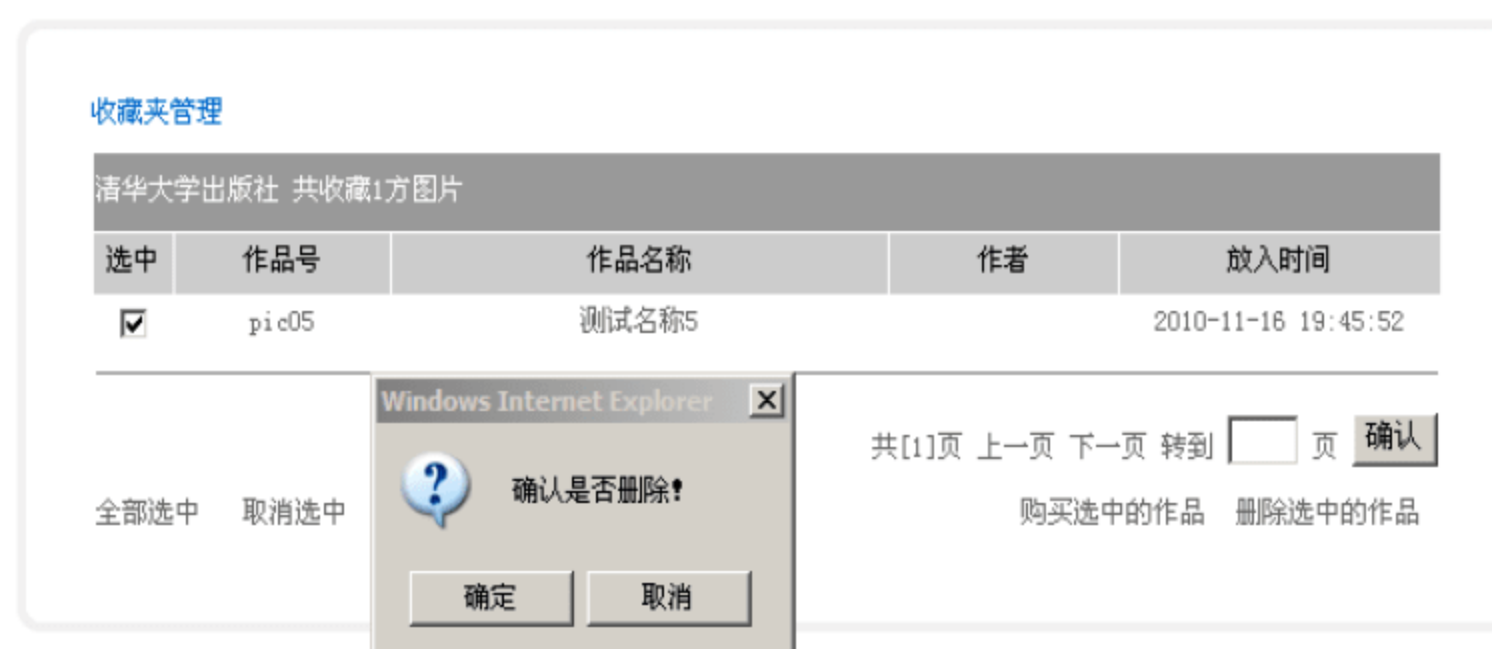 收藏夹管理
清华大学出版社 共收藏1方图片
选中 作品号 作品名称 作者 放入时间
pic05 测试名称5 2010-11-16 19:45:52
Windows Internet Explorer
共[1]页 上一页 下一页 转到 页 确认
确认是否删除!
全部选中 取消选中 购买选中的作品 删除选中的作品
确定 取消